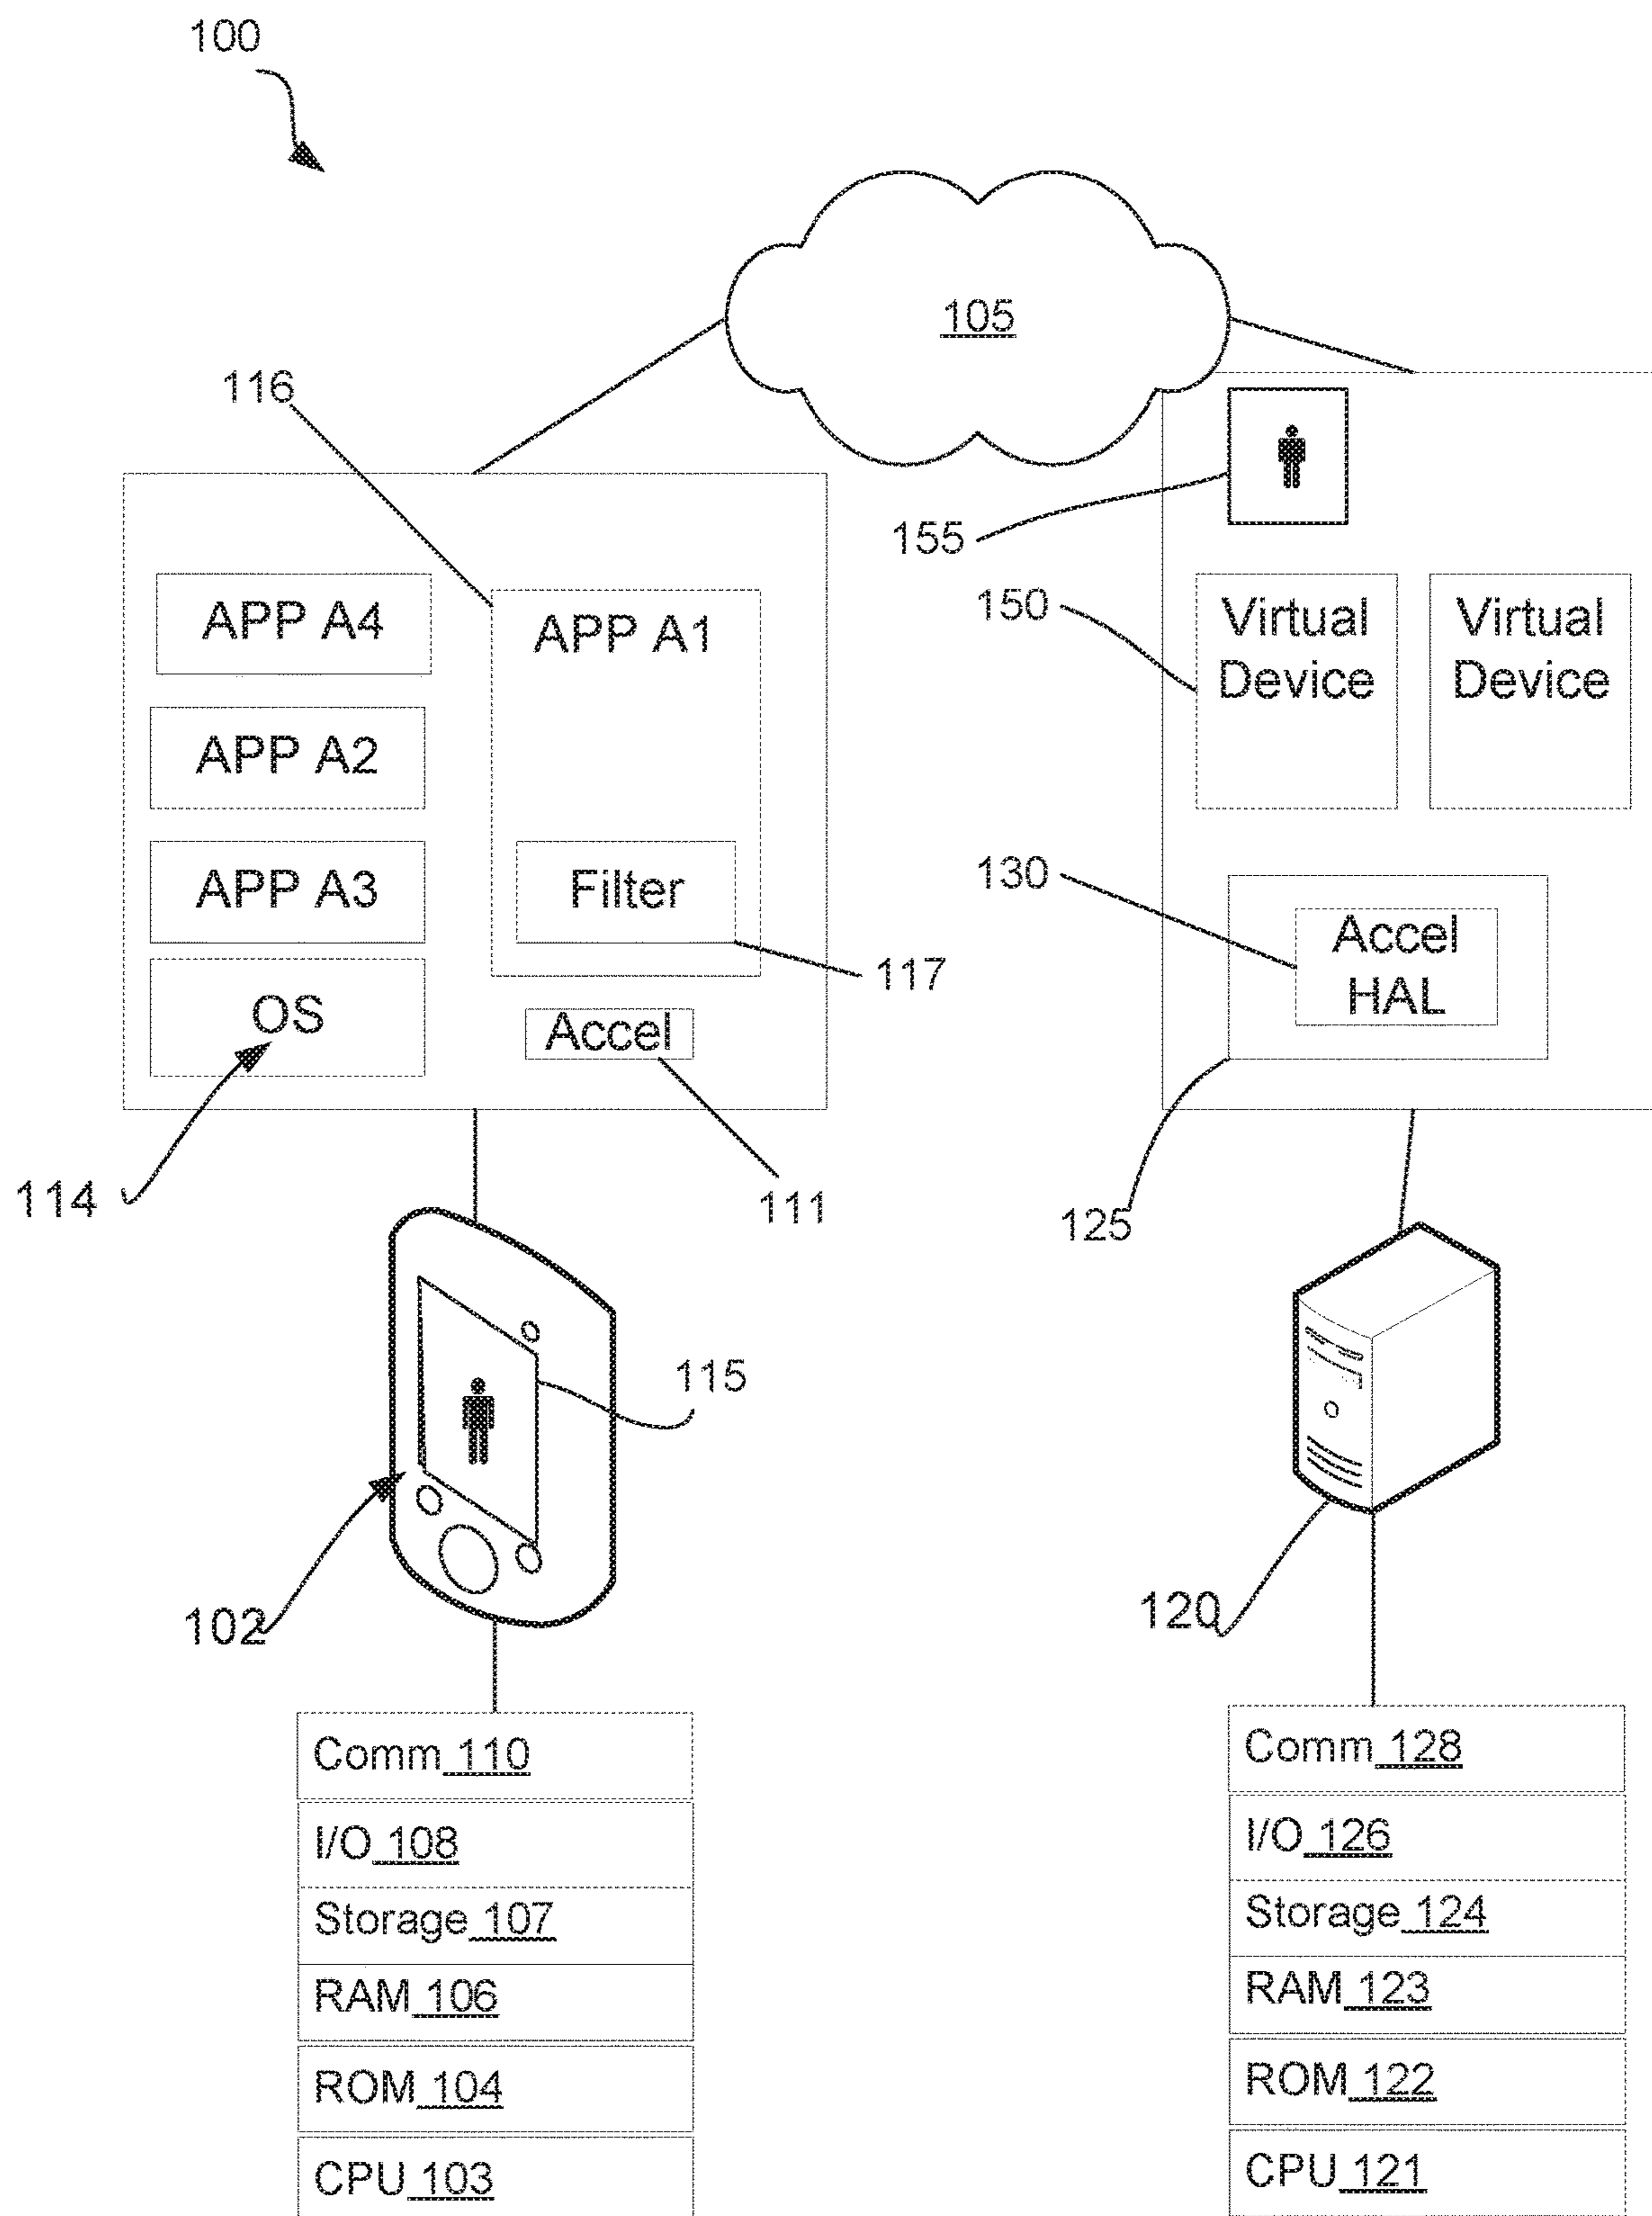 100
105
116
155
APP A4
APP A1
150
Virtual
Device
Virtual
Device
APP A2
130
APP A3
Filter
117
Accel
HAL
OS
Accel
114
111
125
115
102
120
Comm 110
I/O 108
Storage 107
RAM 106
ROM 104
CPU 103
Comm 128
I/O 126
Storage 124
RAM 123
ROM 122
CPU 121